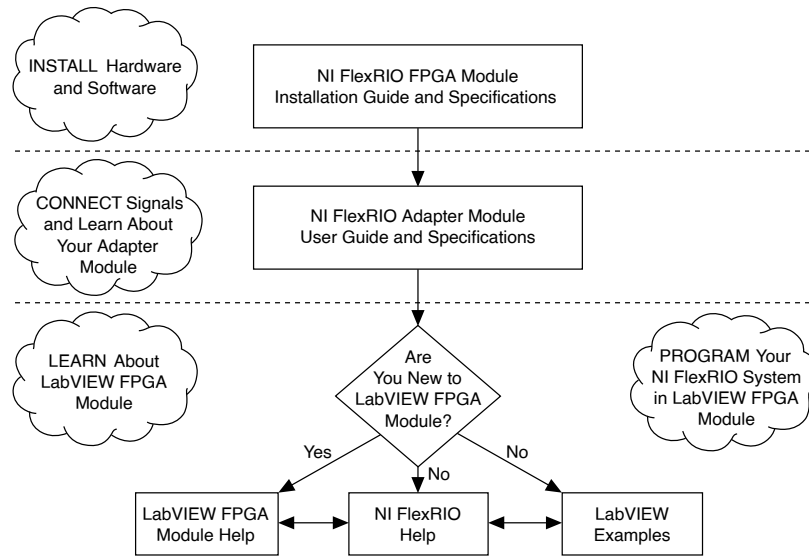 INSTALL Hardware
and Software
NI FlexRIO FPGA Module
Installation Guide and Specifications
CONNECT Signals
and Learn About
Your Adapter
Module
NI FlexRIO Adapter Module
User Guide and Specifications
LEARN About
LabVIEW FPGA
Module
Are
You New to
LabVIEW FPGA
Module?
PROGRAM Your
NI FlexRIO System
in LabVIEW FPGA
Module
Yes
No
No
LabVIEW FPGA
Module Help
NI FlexRIO
Help
LabVIEW
Examples